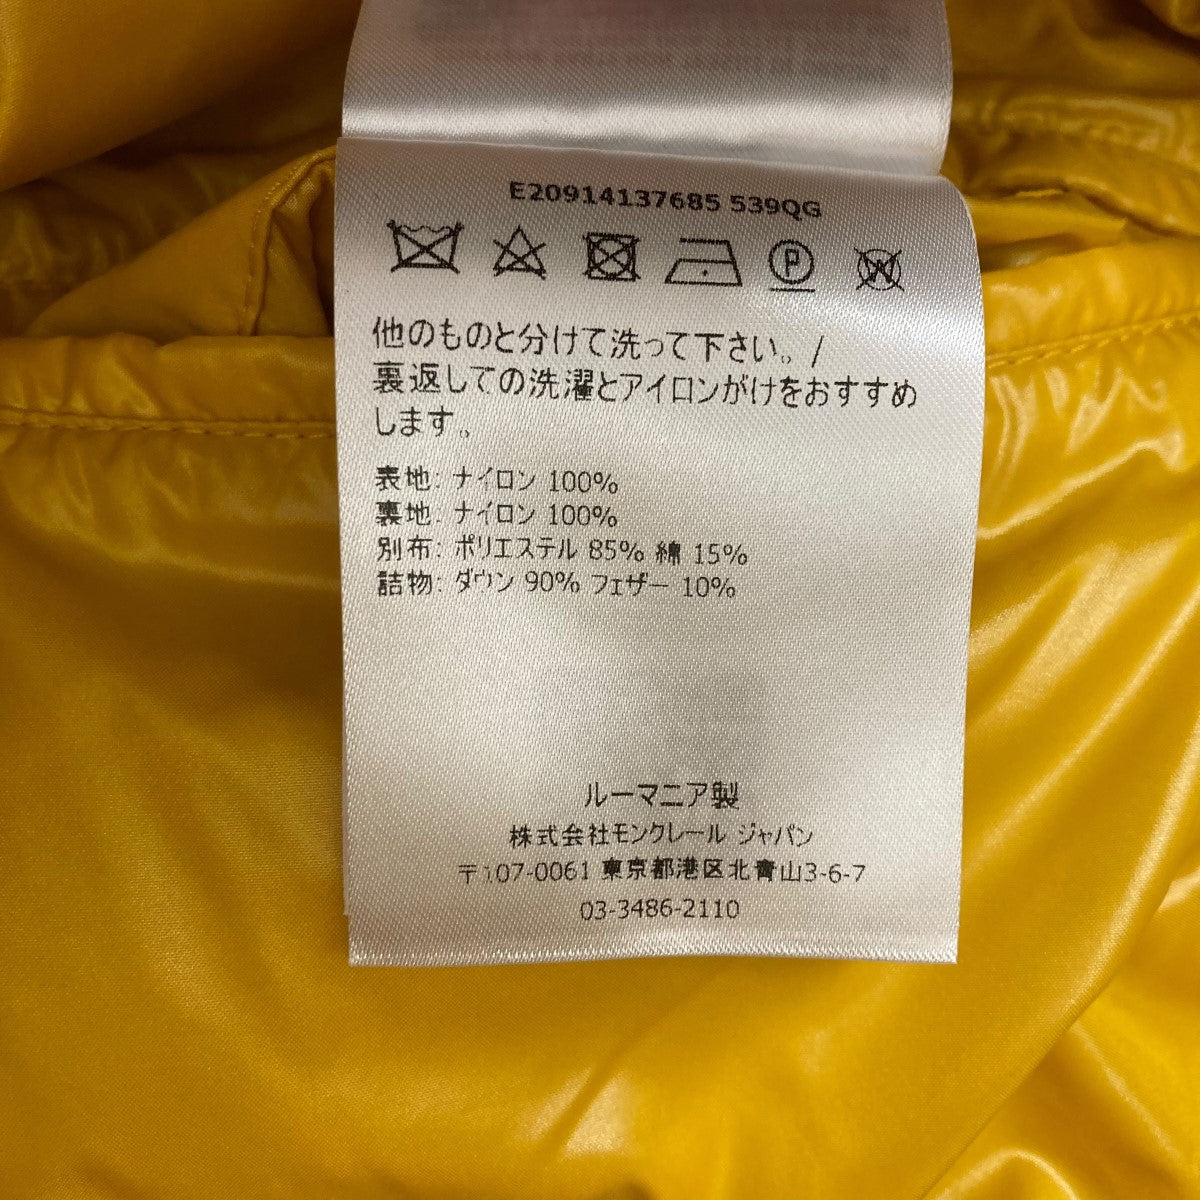 E20914137685 539QG
P
W
他のものと分けて洗って下さい。/
裏返しての洗濯とアイロンがけをおすすめ
します。
表地: ナイロン 100%
裏地: ナイロン 100%
別布: ポリエステル 85% 綿 15%
詰物: ダウン 90% フェザー 10%
ルーマニア製
株式会社モンクレール ジャパン
〒107-0061 東京都港区北青山3-6-7
03-3486-2110